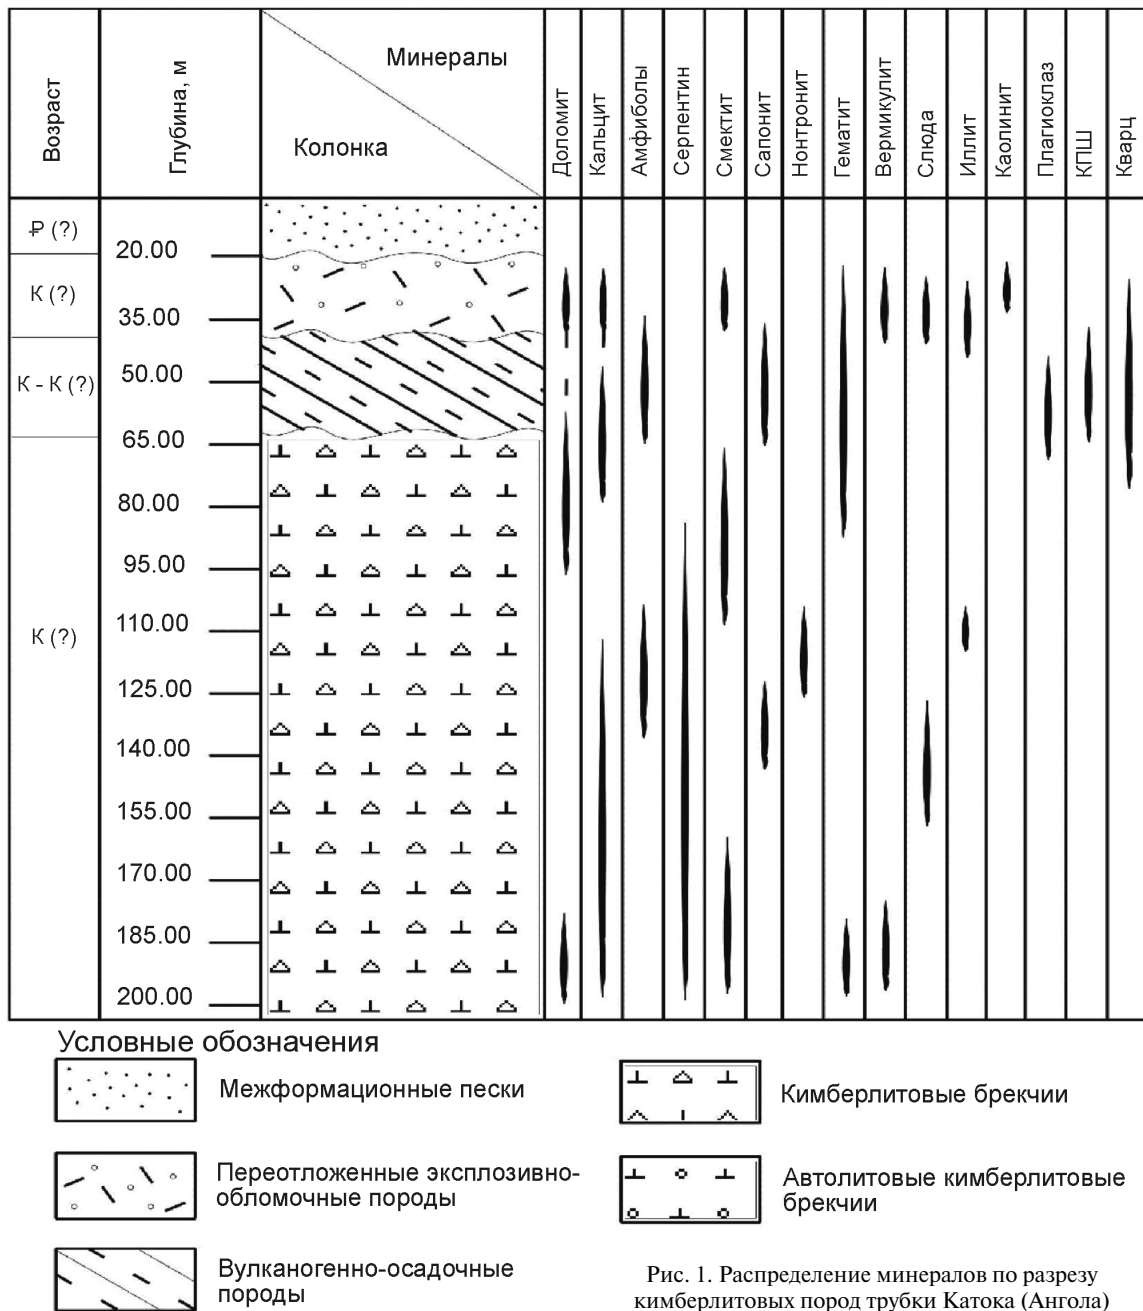 Возраст
Глубина, м
Минералы
Колонка
Доломит
Кальцит
Амфиболы
Серпентин
Смектит
Сапонит
Нонтронит
Гематит
Вермикулит
Слюда
Иллит
Каолинит
Плагиоклаз
КПШ
Кварц
₽ (?)
К (?)
К - К (?)
К (?)
20.00
35.00
50.00
65.00
80.00
95.00
110.00
125.00
140.00
155.00
170.00
185.00
200.00
Условные обозначения
Межформационные пески
Переотложенные эксплозивно-
обломочные породы
Вулканогенно-осадочные
породы
Кимберлитовые брекчии
Автолитовые кимберлитовые
брекчии
Рис. 1. Распределение минералов по разрезу
кимберлитовых пород трубки Катока (Ангола)